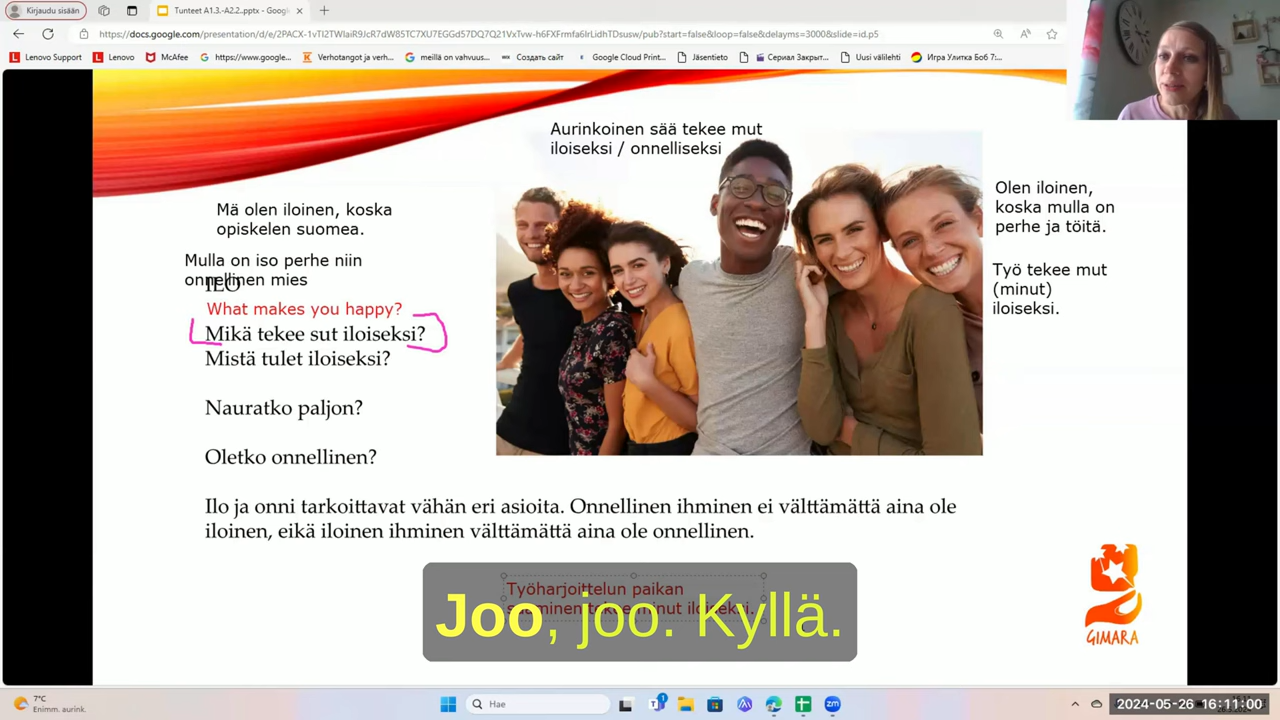 Kirjaudu sisään
Tunteet A1.3.-A2.2..pptx - Googl
https://docs.google.com/presentation/d/e/2PACX-1vTi2TWlaiR9JcR7dW85TC7XU7EGGd57DQ7Q21VxTvw-h6FXFrmfa6lrLidhTDsusw/pub?start=false&loop=false&delayms=3000&slide=id.p5
Lenovo Support
Lenovo
McAfee
https://www.google...
Verhotangot ja verh...
meillä on vahvuus...
Создать сайт
Google Cloud Print...
Jäsentieto
Сериал Закрыт...
Uusi välilehti
Игра Улитка Боб 7:...
Aurinkoinen sää tekee mut
iloiseksi / onnelliseksi
Mä olen iloinen, koska
opiskelen suomea.
Mulla on iso perhe niin
onnellinen mies
ILO
What makes you happy?
Mikä tekee sut iloiseksi?
Mistä tulet iloiseksi?
Nauratko paljon?
Oletko onnellinen?
Olen iloinen,
koska mulla on
perhe ja töitä.
Työ tekee mut
(minut)
iloiseksi.
Ilo ja onni tarkoittavat vähän eri asioita. Onnellinen ihminen ei välttämättä aina ole
iloinen, eikä iloinen ihminen välttämättä aina ole onnellinen.
Työharjoittelun paikan
saaminen tekee minut iloiseksi.
Joo, joo. Kyllä.
GIMARA
7°C
Enimm. aurink.
Hae
2024-05-26 16:11:00